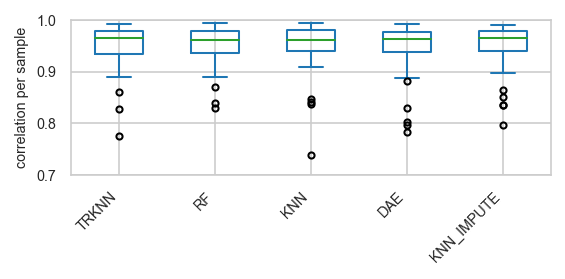 correlation per sample
1.0
0.9
0.8
0.7
TRKNN
RF
KNN
DAE
KNN_IMPUTE